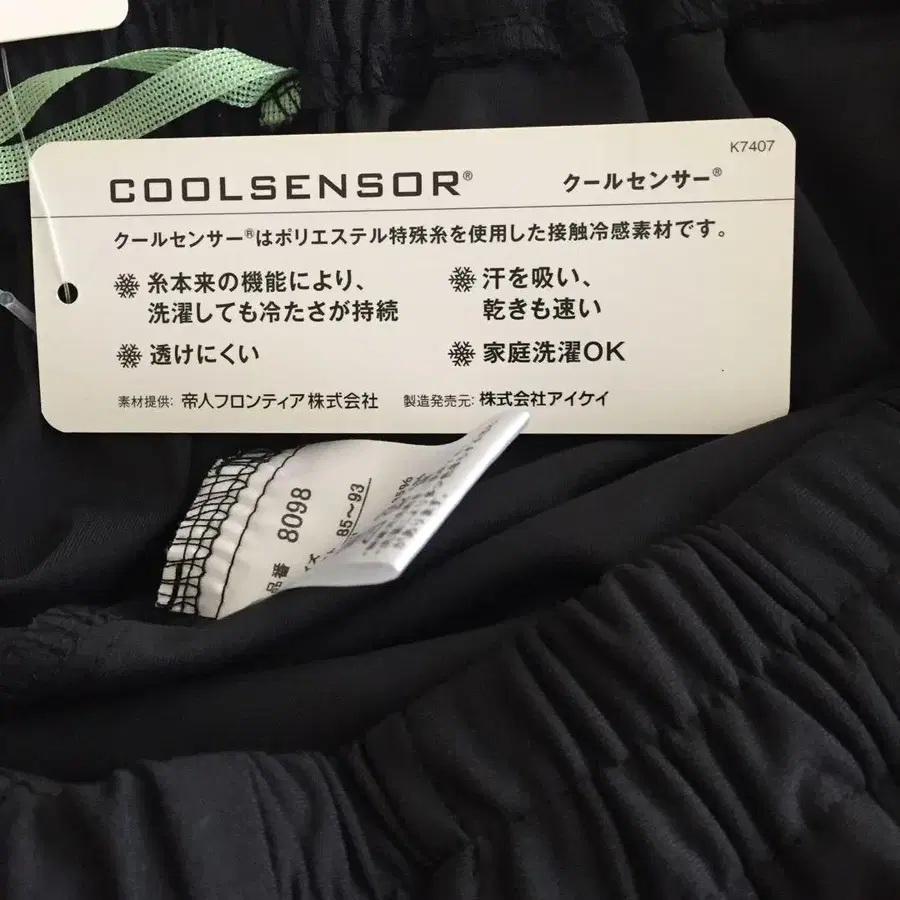 K7407
COOLSENSOR® クールセンサー®
クールセンサー®はポリエステル特殊糸を使用した接触冷感素材です。
糸本来の機能により、
洗濯しても冷たさが持続
透けにくい
汗を吸い、
乾きも速い
家庭洗濯OK
素材提供: 帝人フロンティア株式会社 製造発売元: 株式会社アイケイ
品番 8098
85～93